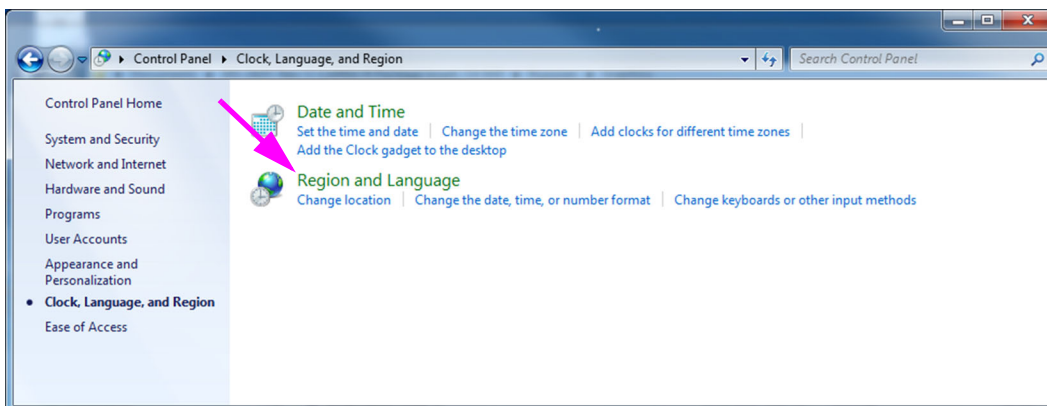 Control Panel Clock, Language, and Region
Search Control Panel
Control Panel Home
System and Security
Network and Internet
Hardware and Sound
Programs
User Accounts
Appearance and
Personalization
Clock, Language, and Region
Ease of Access
Date and Time
Set the time and date Change the time zone Add clocks for different time zones
Add the Clock gadget to the desktop
Region and Language
Change location Change the date, time, or number format Change keyboards or other input methods